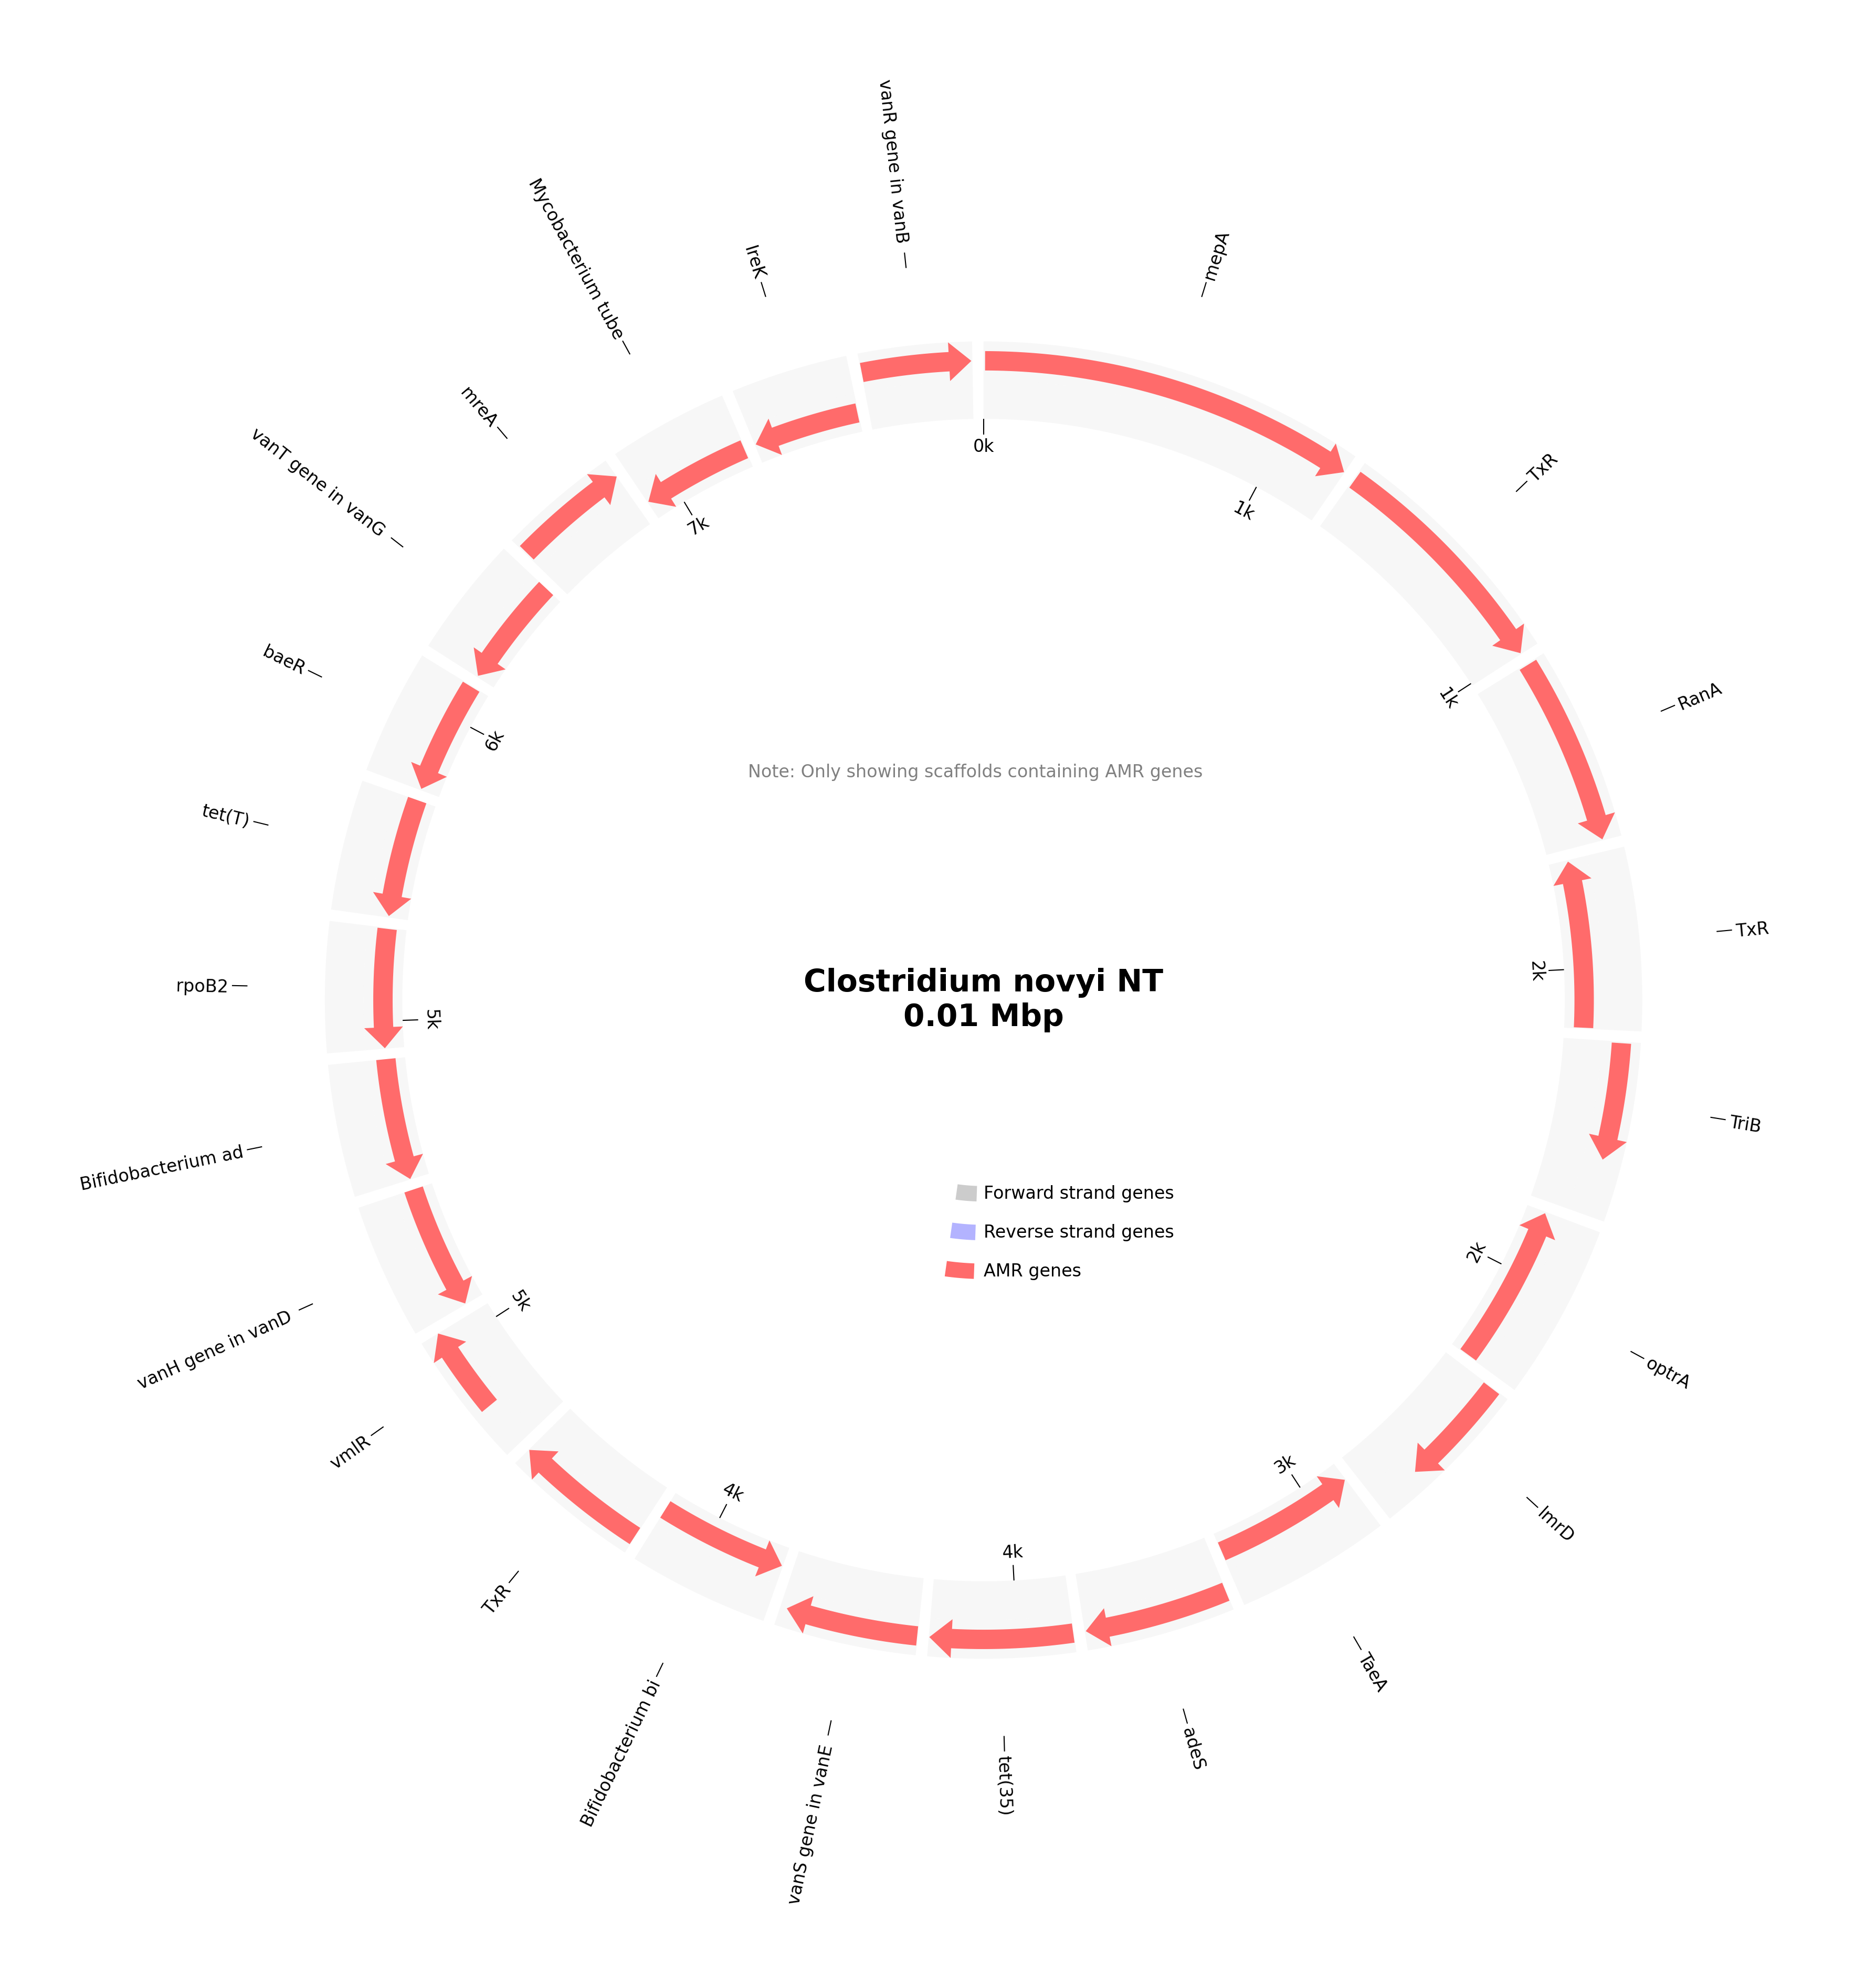 vanR gene in vanB
mepA
TxR
RanA
TxR
TriB
optrA
lmrD
TaeA
adeS
tet(35)
vanS gene in vanE
Bifidobacterium bi
TxR
vmlR
vanH gene in vanD
Bifidobacterium ad
rpoB2
tet(T)
baeR
vanT gene in vanG
mreA
Mycobacterium tube
IreK
0k
1k
1k
2k
2k
3k
4k
4k
5k
5k
6k
7k
Note: Only showing scaffolds containing AMR genes
Clostridium novyi NT
0.01 Mbp
Forward strand genes
Reverse strand genes
AMR genes